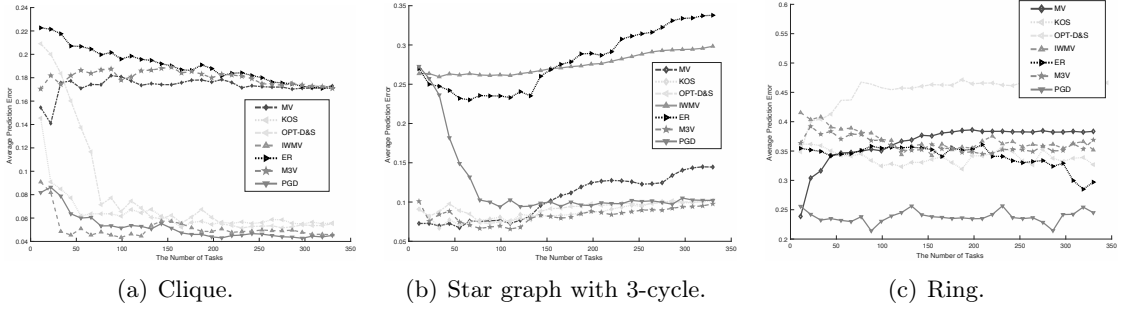 0.24
0.22
0.2
0.18
0.16
0.14
0.12
0.1
0.08
0.06
0.04
Average Prediction Error
0 50 100 150 200 250 300 350
The Number of Tasks
MV
KOS
OPT-D&S
IWMV
ER
M3V
PGD
(a) Clique.
0.35
0.3
0.25
0.2
0.15
0.1
0.05
Average Prediction Error
0 50 100 150 200 250 300 350
The Number of Tasks
MV
KOS
OPT-D&S
IWMV
ER
M3V
PGD
(b) Star graph with 3-cycle.
0.6
0.55
0.5
0.45
0.4
0.35
0.3
0.25
0.2
Average Prediction Error
0 50 100 150 200 250 300 350
The Number of Tasks
MV
KOS
OPT-D&S
IWMV
ER
M3V
PGD
(c) Ring.